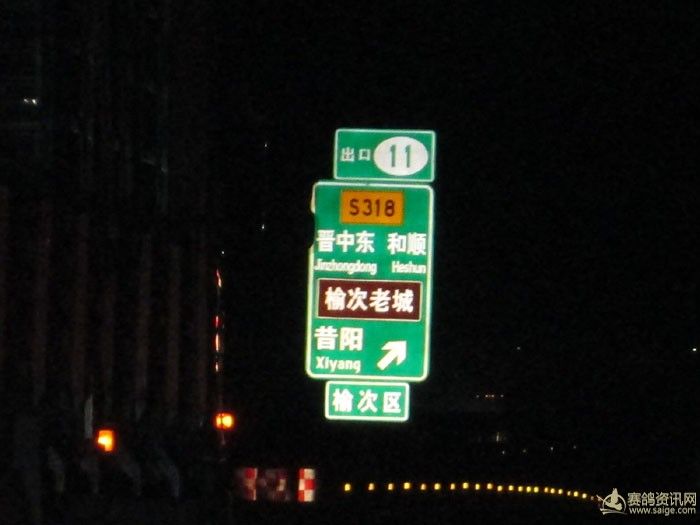 出口 11
S318
晋中东 和顺
Jinzhongdong Heshun
榆次老城
昔阳
Xiyang
榆次区
赛鸽资讯网
www.saige.com